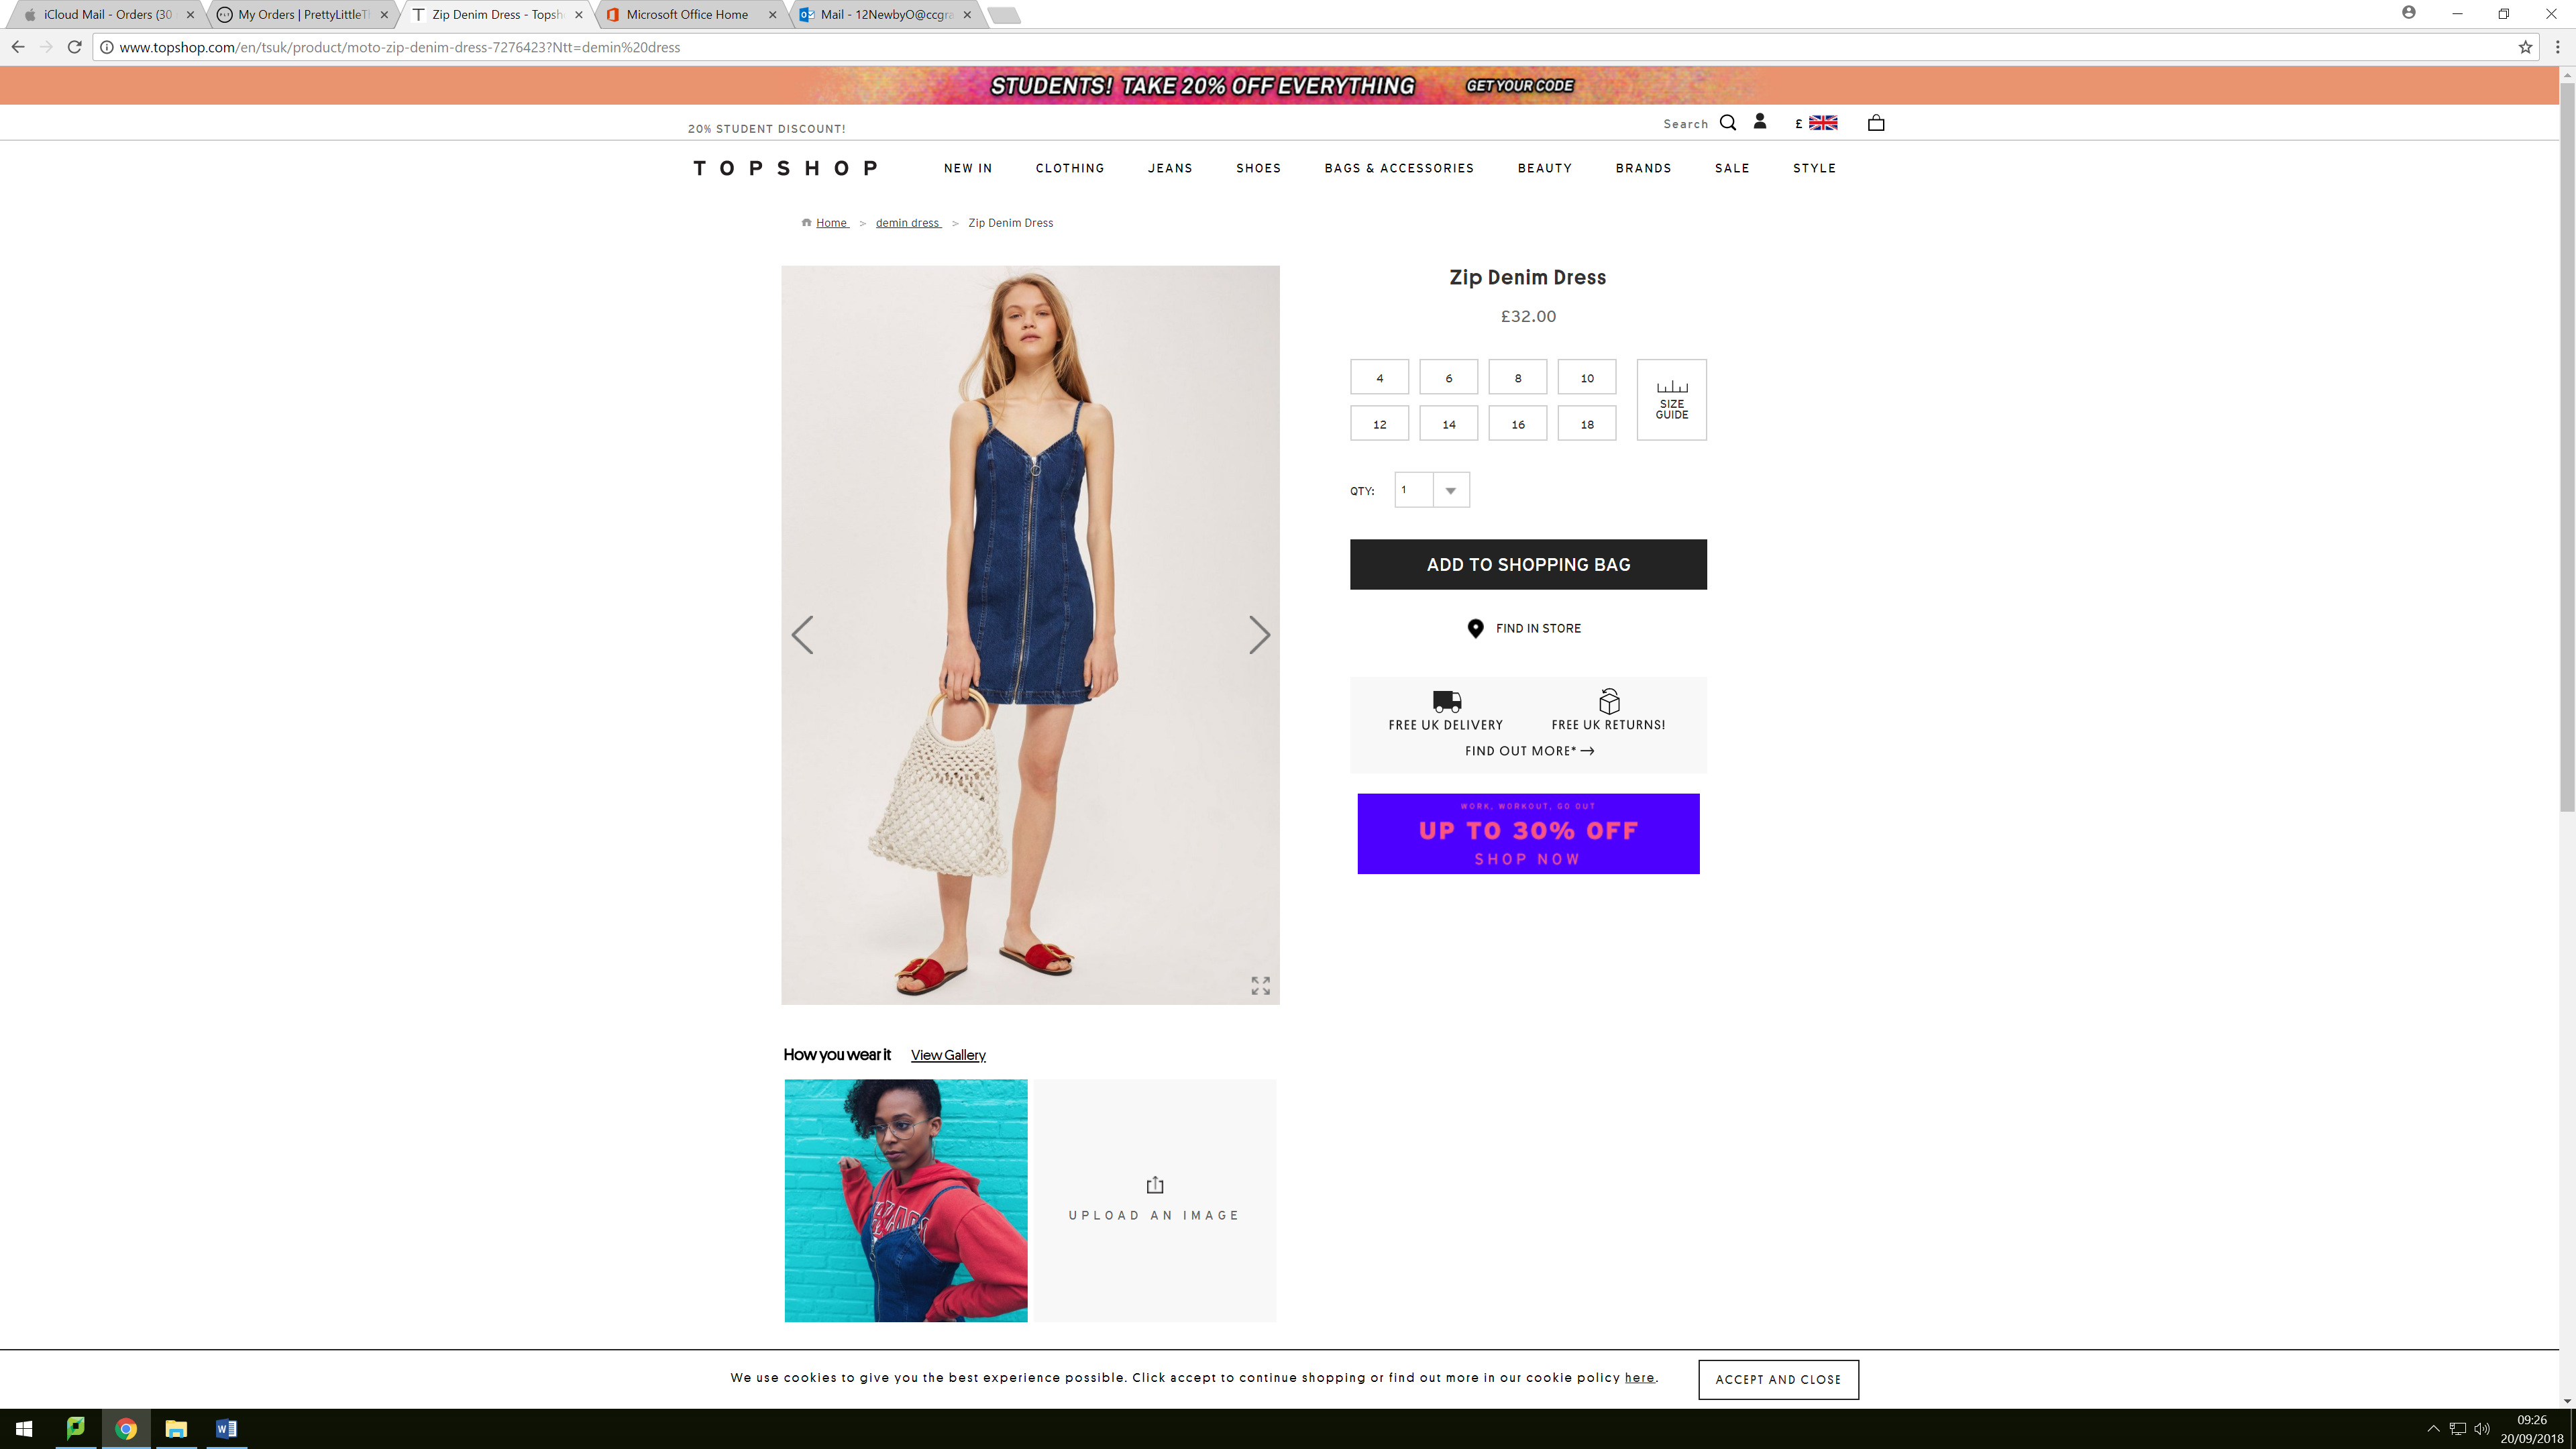 iCloud Mail - Orders (30
My Orders | PrettyLittleTh
Zip Denim Dress - Topsh
Microsoft Office Home
Mail - 12NewbyO@ccgra
www.topshop.com/en/tsuk/product/moto-zip-denim-dress-7276423?Ntt=demin%20dress
STUDENTS! TAKE 20% OFF EVERYTHING GET YOUR CODE
20% STUDENT DISCOUNT!
Search
£
TOPSHOP
NEW IN CLOTHING JEANS SHOES BAGS & ACCESSORIES BEAUTY BRANDS SALE STYLE
Home > demin dress > Zip Denim Dress
Zip Denim Dress
£32.00
4 6 8 10
12 14 16 18
SIZE
GUIDE
QTY: 1
ADD TO SHOPPING BAG
FIND IN STORE
FREE UK DELIVERY FREE UK RETURNS!
FIND OUT MORE* →
WORK, WORKOUT, GO OUT
UP TO 30% OFF
SHOP NOW
How you wear it View Gallery
UPLOAD AN IMAGE
We use cookies to give you the best experience possible. Click accept to continue shopping or find out more in our cookie policy here.
ACCEPT AND CLOSE
09:26
20/09/2018